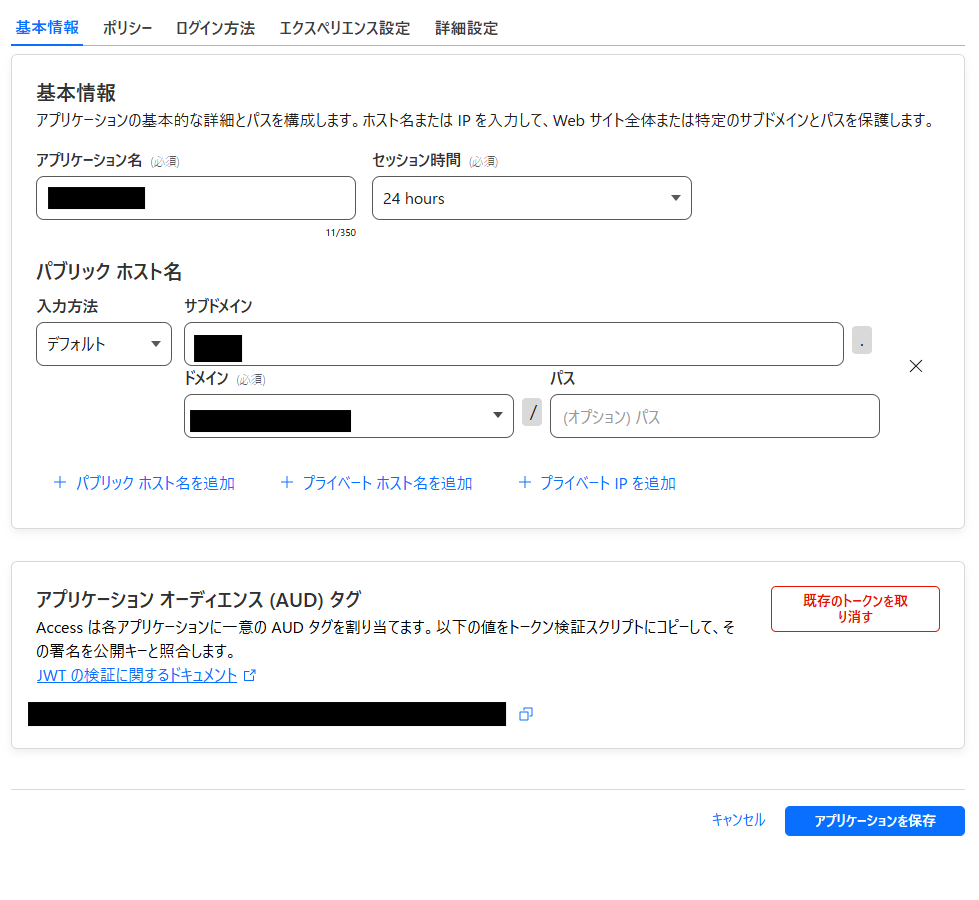 基本情報 ポリシー ログイン方法 エクスペリエンス設定 詳細設定
基本情報
アプリケーションの基本的な詳細とパスを構成します。ホスト名または IP を入力して、Web サイト全体または特定のサブドメインとパスを保護します。
アプリケーション名 (必須) セッション時間 (必須)
24 hours
11/350
パブリック ホスト名
入力方法 サブドメイン
デフォルト .
ドメイン (必須) パス
/ (オプション) パス
+ パブリック ホスト名を追加 + プライベート ホスト名を追加 + プライベート IP を追加
アプリケーション オーディエンス (AUD) タグ
既存のトークンを取
り消す
Access は各アプリケーションに一意の AUD タグを割り当てます。以下の値をトークン検証スクリプトにコピーして、そ
の署名を公開キーと照合します。
JWT の検証に関するドキュメント
キャンセル アプリケーションを保存